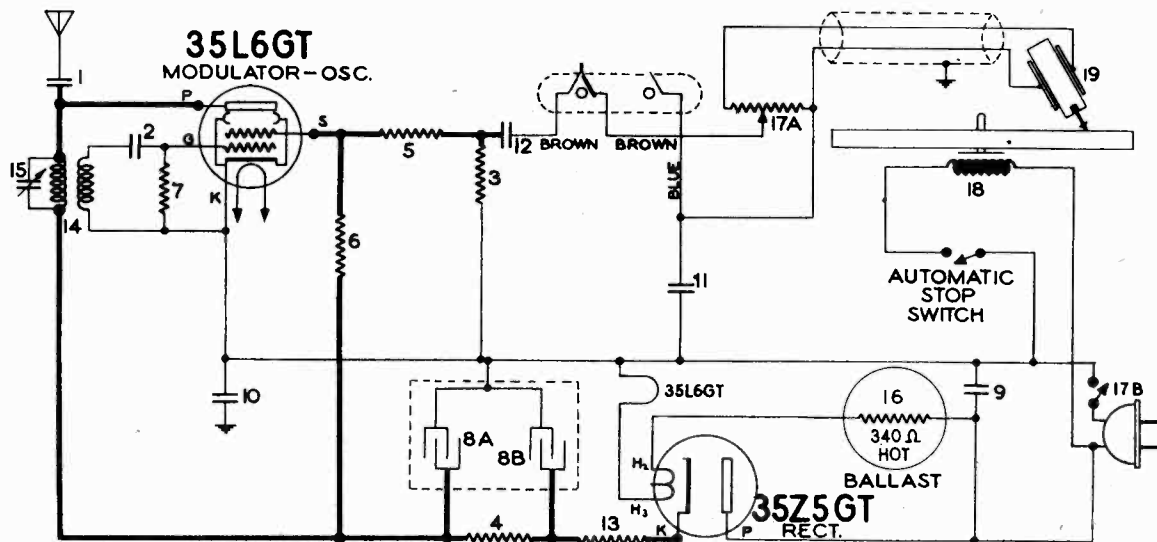 35L6GT
MODULATOR-OSC.
1
P
2
G
S
K
15
14
7
5
3
6
12
BROWN
BROWN
BLUE
17A
19
18
11
AUTOMATIC
STOP
SWITCH
10
8A
8B
35L6GT
16
340 Ω
HOT
BALLAST
9
17B
H2
H3
K
P
35Z5GT
RECT.
4
13